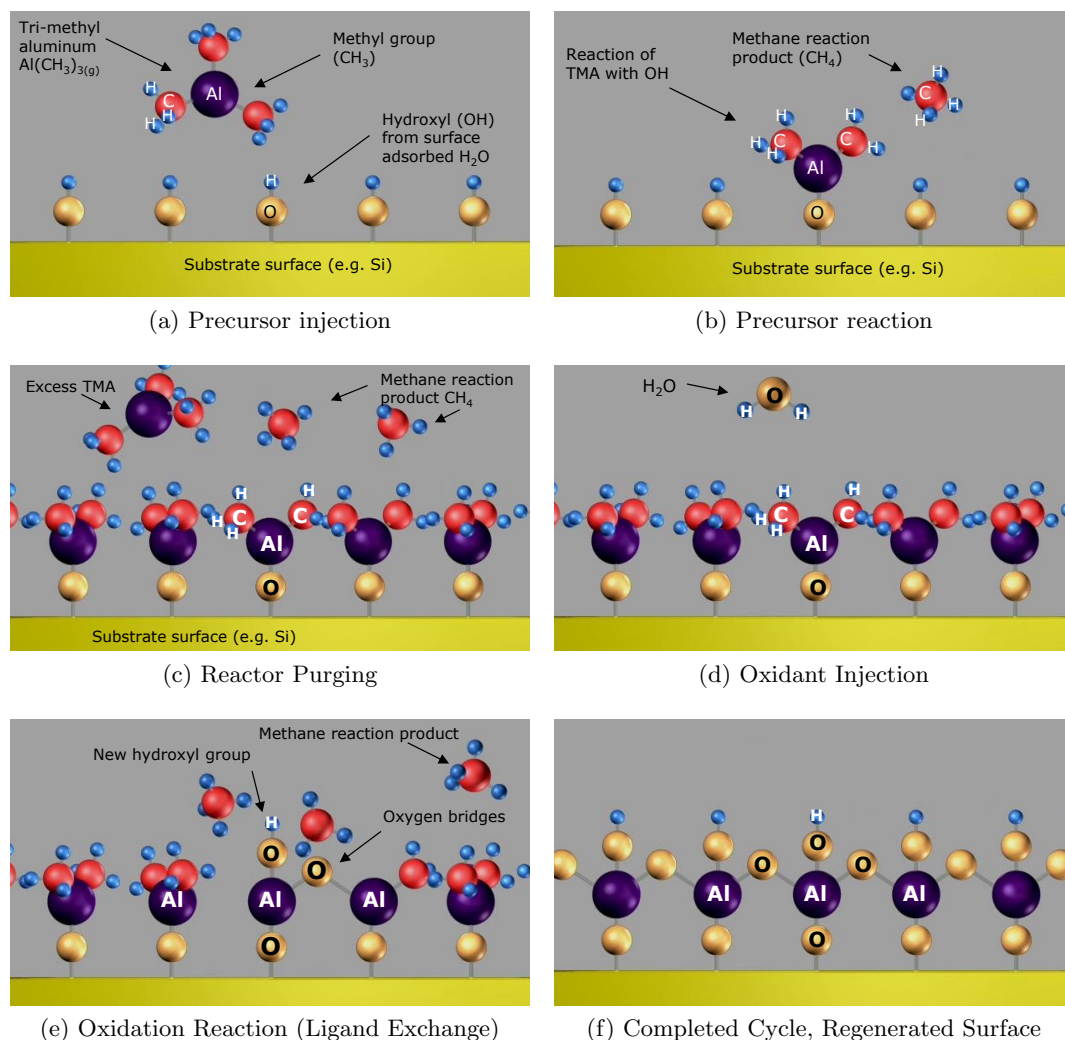 Tri-methyl
aluminum
Al(CH₃)₃₍g₎
Methyl group
(CH₃)
Al
H
C
H
H
Hydroxyl (OH)
from surface
adsorbed H₂O
H
O
Substrate surface (e.g. Si)
(a) Precursor injection
Methane reaction
product (CH₄)
Reaction of
TMA with OH
H
C
H
H
H
H
H
C
C
H
H
H
Al
O
Substrate surface (e.g. Si)
(b) Precursor reaction
Excess TMA
Methane reaction
product CH₄
H
H
C
C
H
H
Al
O
Substrate surface (e.g. Si)
(c) Reactor Purging
H₂O
O
H
H
H
H
C
C
H
H
Al
O
(d) Oxidant Injection
Methane reaction product
New hydroxyl group
H
Oxygen bridges
O
O
Al
Al
Al
O
(e) Oxidation Reaction (Ligand Exchange)
H
O
O
O
Al
Al
Al
O
(f) Completed Cycle, Regenerated Surface